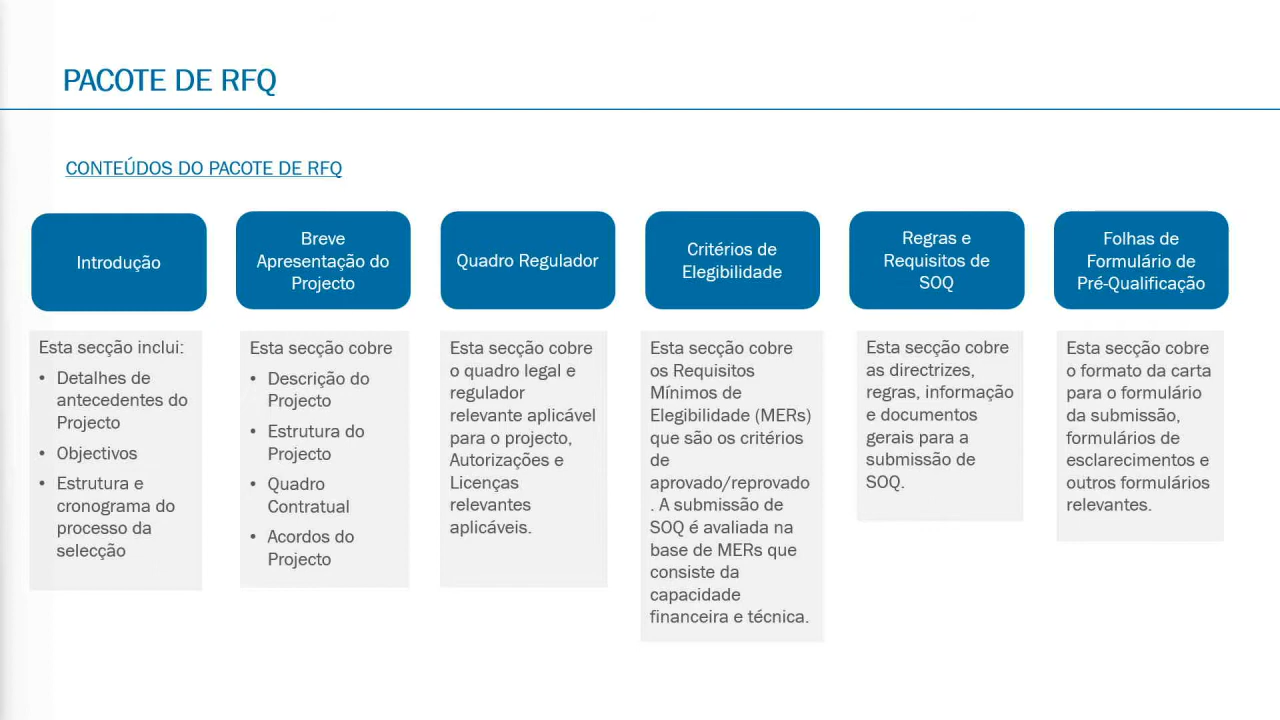 PACOTE DE RFQ
CONTEÚDOS DO PACOTE DE RFQ
Introdução
Esta secção inclui:
• Detalhes de
antecedentes do
Projecto
• Objectivos
• Estrutura e
cronograma do
processo da
selecção
Breve
Apresentação do
Projecto
Esta secção cobre
• Descrição do
Projecto
• Estrutura do
Projecto
• Quadro
Contratual
• Acordos do
Projecto
Quadro Regulador
Esta secção cobre
o quadro legal e
regulador
relevante aplicável
para o projecto,
Autorizações e
Licenças
relevantes
aplicáveis.
Critérios de
Elegibilidade
Esta secção cobre
os Requisitos
Mínimos de
Elegibilidade (MERs)
que são os critérios
de
aprovado/reprovado
. A submissão de
SOQ é avaliada na
base de MERs que
consiste da
capacidade
financeira e técnica.
Regras e
Requisitos de
SOQ
Esta secção cobre
as directrizes,
regras, informação
e documentos
gerais para a
submissão de
SOQ.
Folhas de
Formulário de
Pré-Qualificação
Esta secção cobre
o formato da carta
para o formulário
da submissão,
formulários de
esclarecimentos e
outros formulários
relevantes.